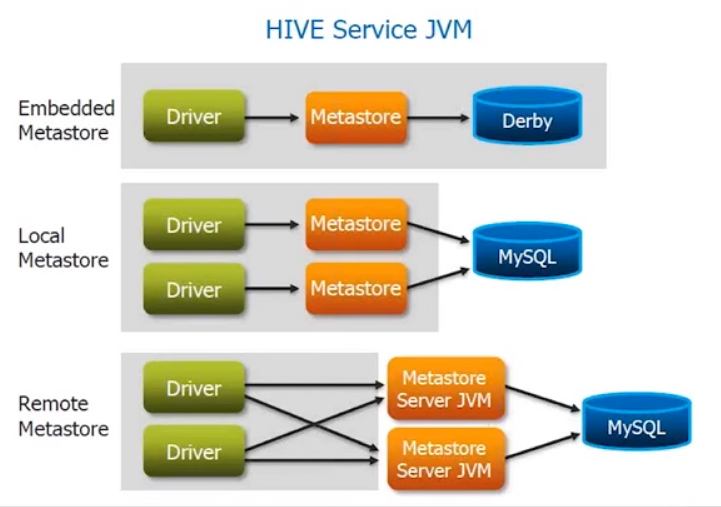 HIVE Service JVM
Embedded
Metastore
Driver
Metastore
Derby
Local
Metastore
Driver
Metastore
Driver
Metastore
MySQL
Remote
Metastore
Driver
Driver
Metastore
Server JVM
Metastore
Server JVM
MySQL